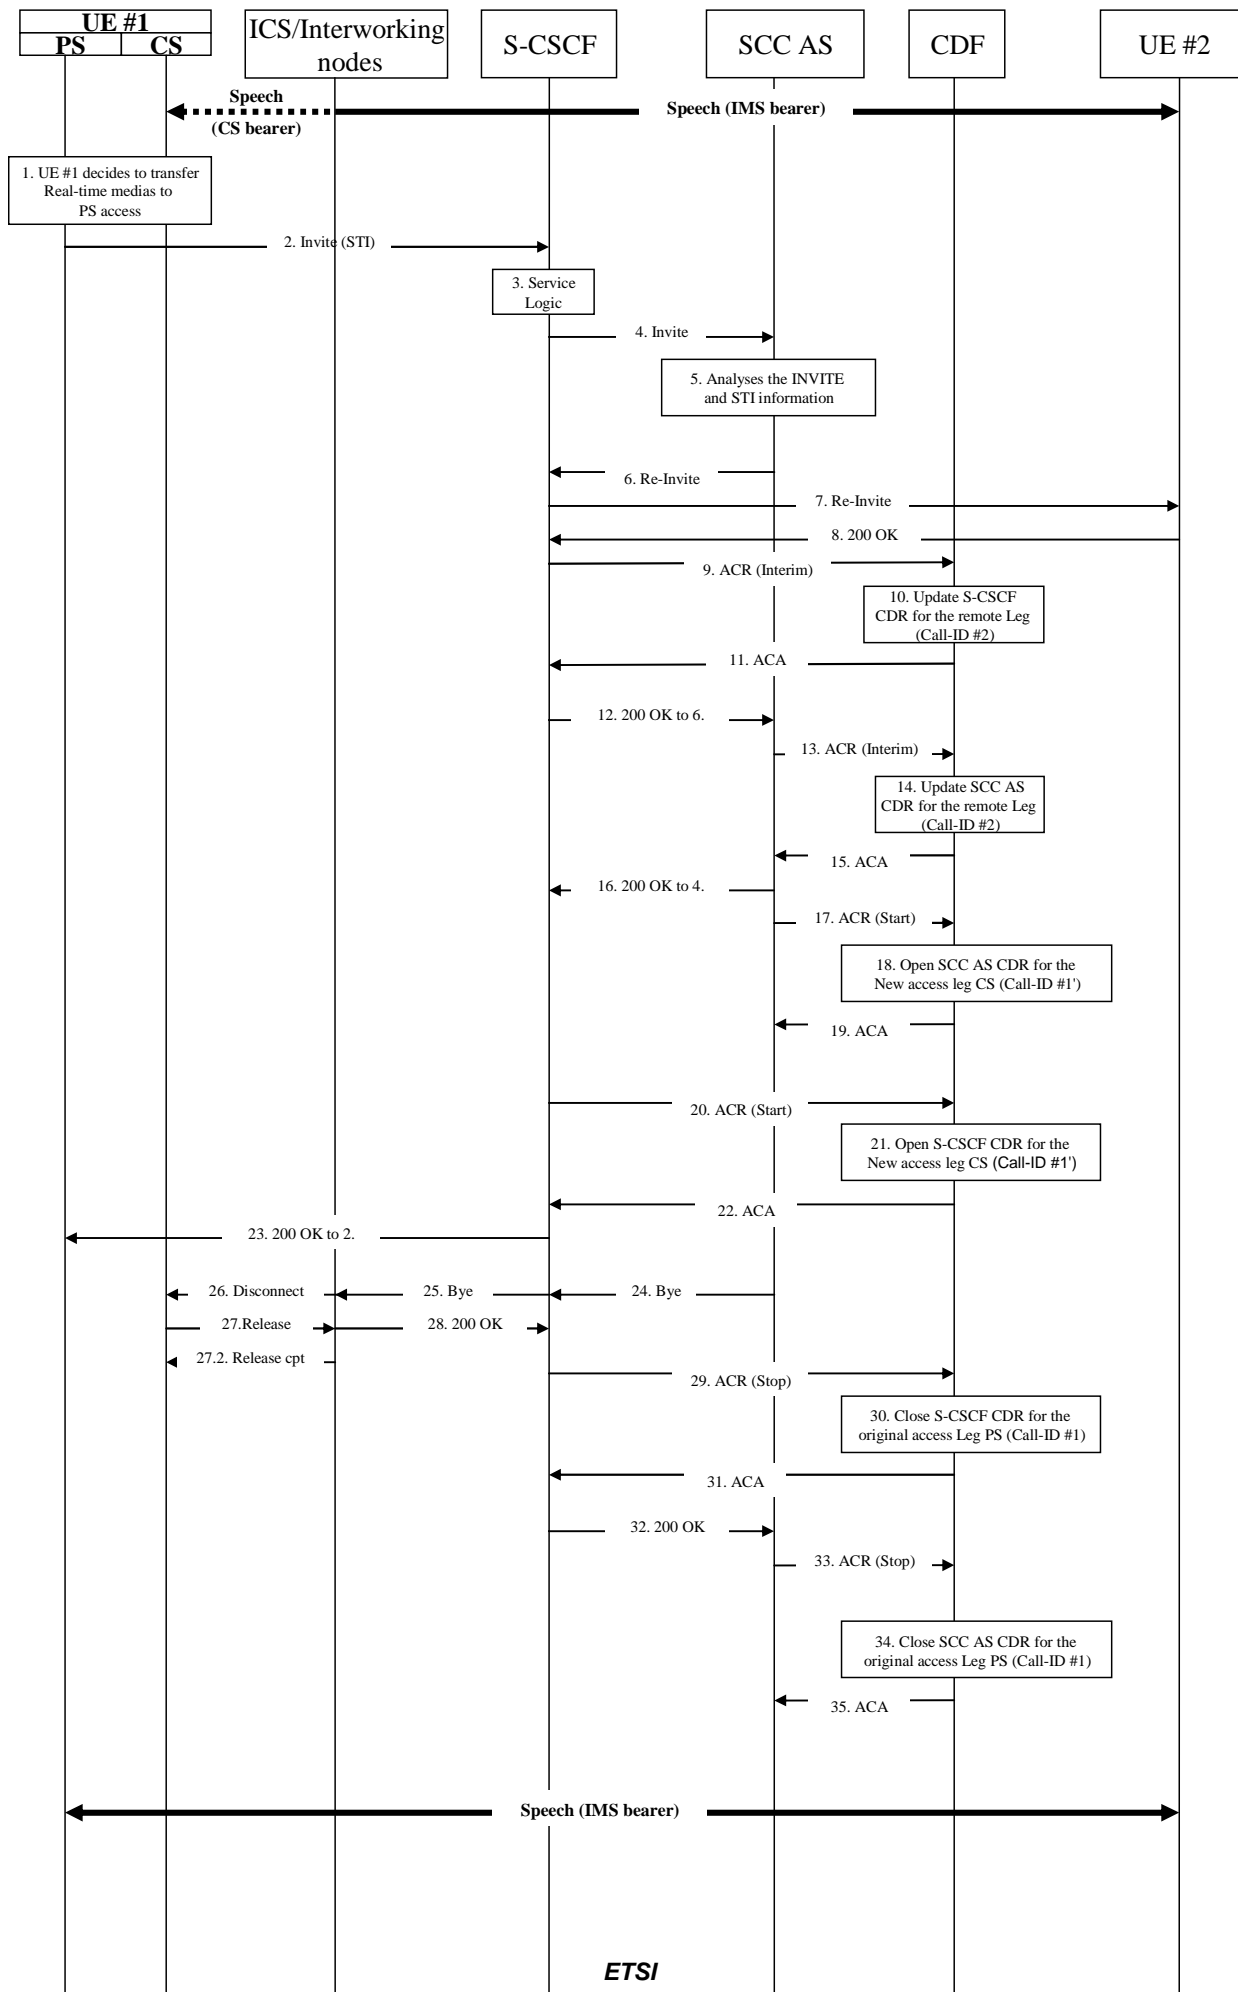 UE #1
PS
CS
ICS/Interworking
nodes
S-CSCF
SCC AS
CDF
UE #2
Speech
(CS bearer)
Speech (IMS bearer)
1. UE #1 decides to transfer
Real-time medias to
PS access
2. Invite (STI)
3. Service
Logic
4. Invite
5. Analyses the INVITE
and STI information
6. Re-Invite
7. Re-Invite
8. 200 OK
9. ACR (Interim)
10. Update S-CSCF
CDR for the remote Leg
(Call-ID #2)
11. ACA
12. 200 OK to 6.
13. ACR (Interim)
14. Update SCC AS
CDR for the remote Leg
(Call-ID #2)
15. ACA
16. 200 OK to 4.
17. ACR (Start)
18. Open SCC AS CDR for the
New access leg CS (Call-ID #1')
19. ACA
20. ACR (Start)
21. Open S-CSCF CDR for the
New access leg CS (Call-ID #1')
22. ACA
23. 200 OK to 2.
26. Disconnect
25. Bye
24. Bye
27.Release
28. 200 OK
27.2. Release cpt
29. ACR (Stop)
30. Close S-CSCF CDR for the
original access Leg PS (Call-ID #1)
31. ACA
32. 200 OK
33. ACR (Stop)
34. Close SCC AS CDR for the
original access Leg PS (Call-ID #1)
35. ACA
Speech (IMS bearer)
ETSI